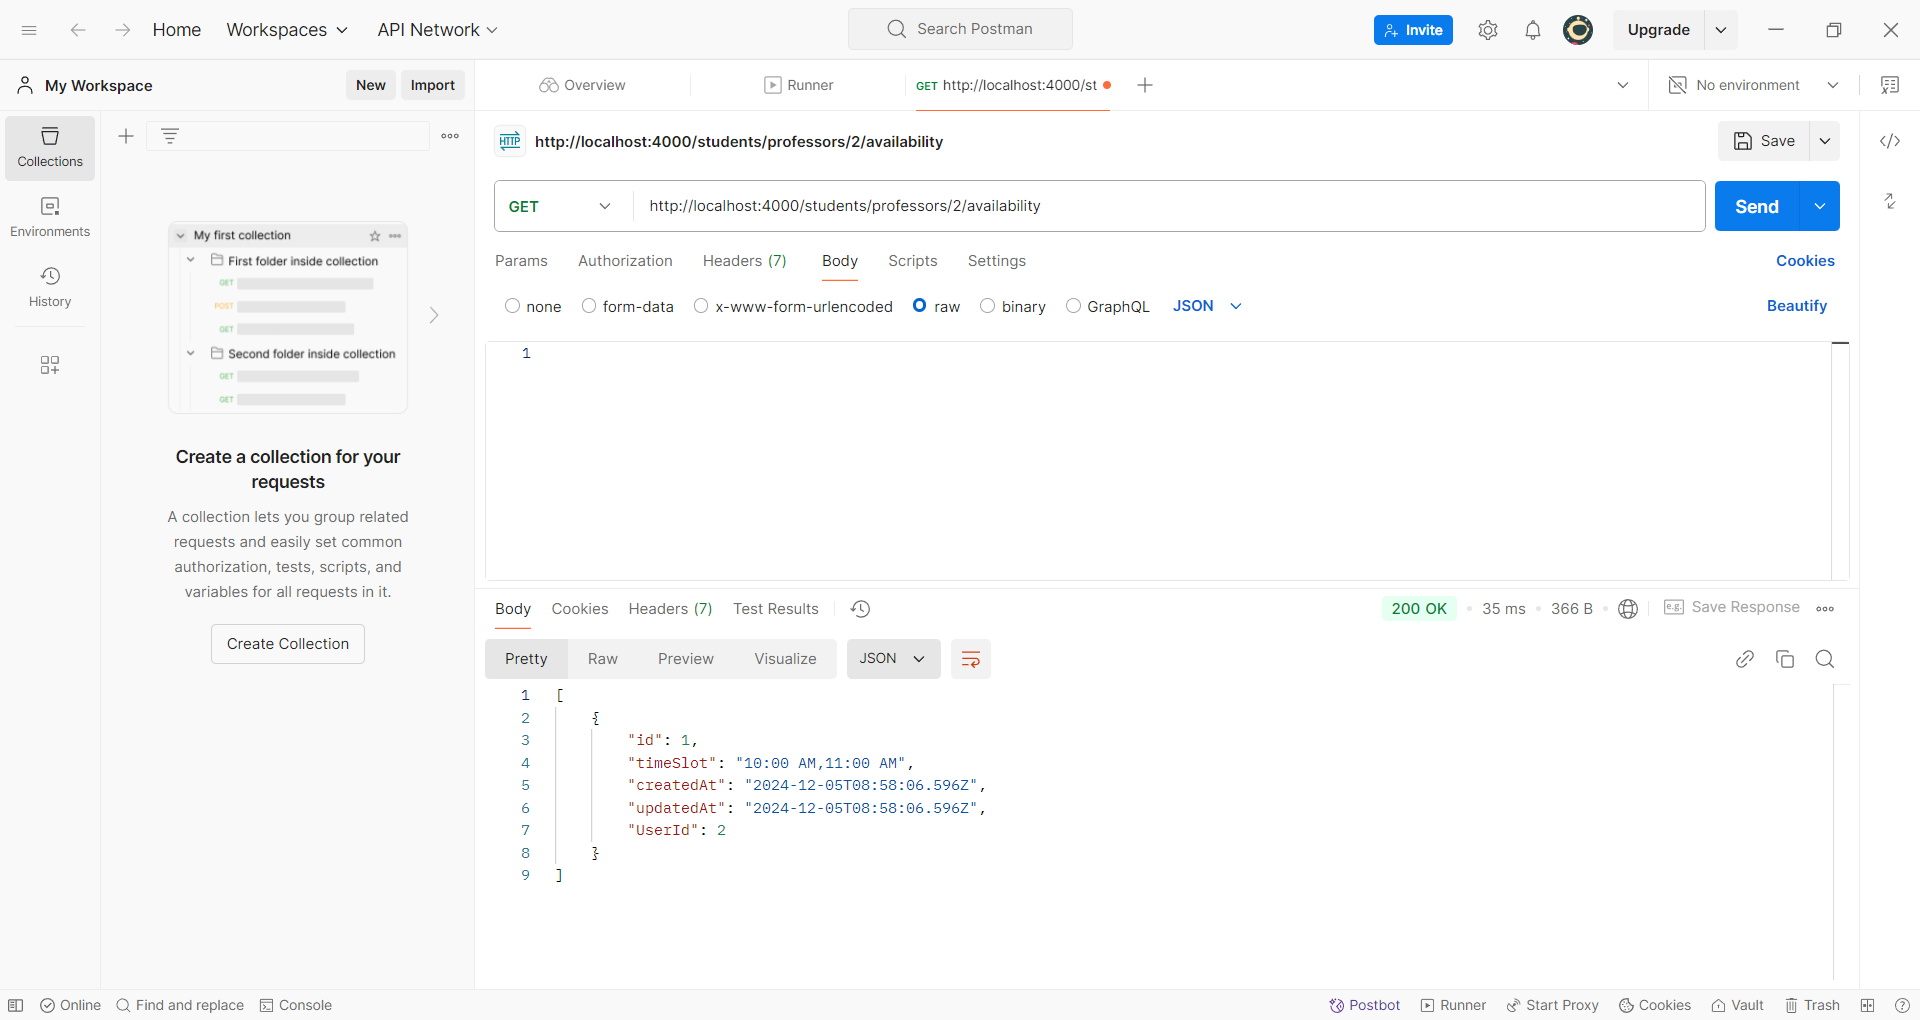 Home Workspaces API Network Search Postman Invite Upgrade
My Workspace New Import Overview Runner GET http://localhost:4000/st No environment
Collections
Environments
History
My first collection
First folder inside collection
GET
POST
GET
Second folder inside collection
GET
GET
Create a collection for your
requests
A collection lets you group related
requests and easily set common
authorization, tests, scripts, and
variables for all requests in it.
Create Collection
HTTP http://localhost:4000/students/professors/2/availability Save
GET http://localhost:4000/students/professors/2/availability Send
Params Authorization Headers (7) Body Scripts Settings Cookies
none form-data x-www-form-urlencoded raw binary GraphQL JSON Beautify
1
Body Cookies Headers (7) Test Results 200 OK 35 ms 366 B e.g. Save Response
Pretty Raw Preview Visualize JSON
1 [
2 {
3 "id": 1,
4 "timeSlot": "10:00 AM,11:00 AM",
5 "createdAt": "2024-12-05T08:58:06.596Z",
6 "updatedAt": "2024-12-05T08:58:06.596Z",
7 "UserId": 2
8 }
9 ]
Online Find and replace Console Postbot Runner Start Proxy Cookies Vault Trash